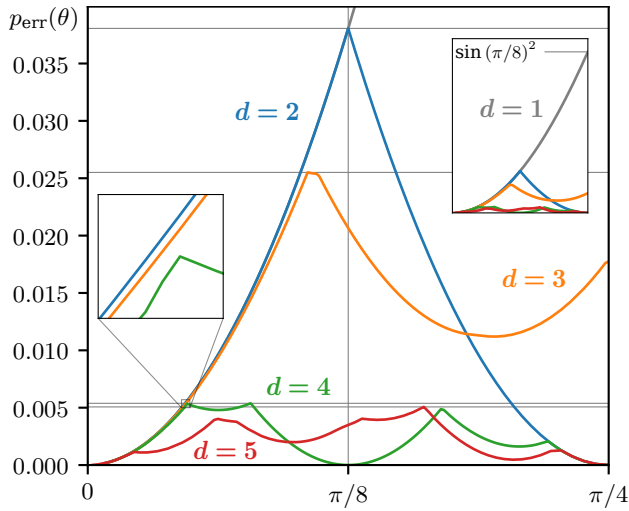 p_err(θ)
0.035
0.030
0.025
0.020
0.015
0.010
0.005
0.000
0
π/8
π/4
d = 2
sin (π/8)²
d = 1
d = 3
d = 4
d = 5